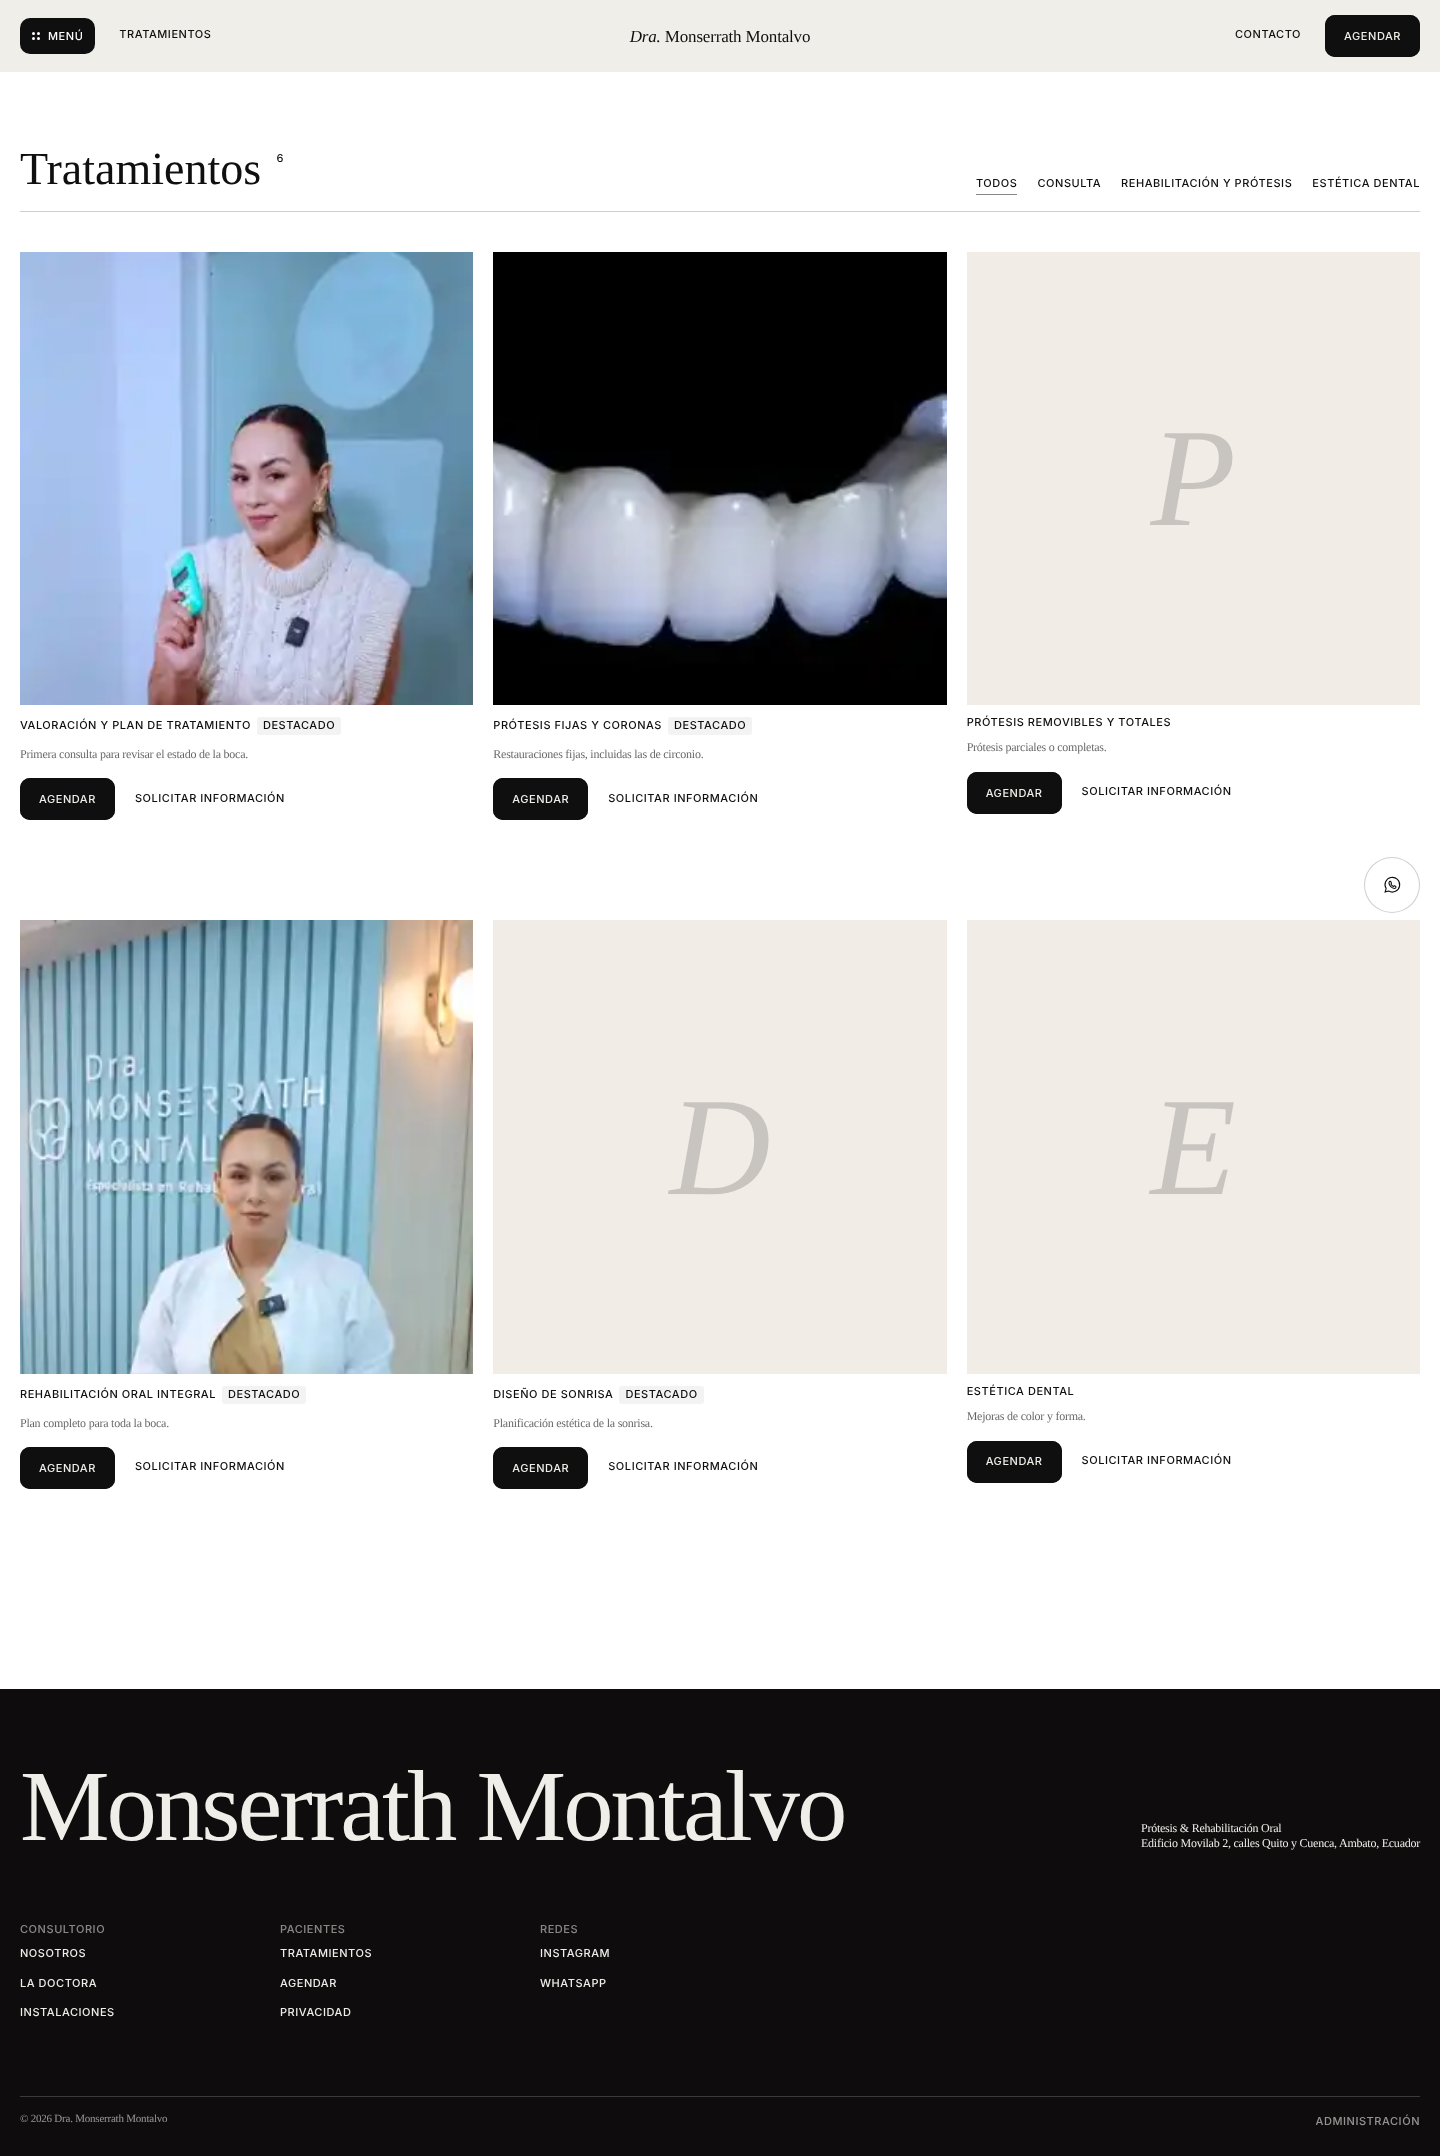 MENÚ
TRATAMIENTOS
Dra. Monserrath Montalvo
CONTACTO
AGENDAR
Tratamientos 6
TODOS
CONSULTA
REHABILITACIÓN Y PRÓTESIS
ESTÉTICA DENTAL
P
VALORACIÓN Y PLAN DE TRATAMIENTO DESTACADO
Primera consulta para revisar el estado de la boca.
AGENDAR
SOLICITAR INFORMACIÓN
PRÓTESIS FIJAS Y CORONAS DESTACADO
Restauraciones fijas, incluidas las de circonio.
AGENDAR
SOLICITAR INFORMACIÓN
PRÓTESIS REMOVIBLES Y TOTALES
Prótesis parciales o completas.
AGENDAR
SOLICITAR INFORMACIÓN
Dra.
MONSERRATH
MONTAL
Especialista en Rehab
ral
D
E
REHABILITACIÓN ORAL INTEGRAL DESTACADO
Plan completo para toda la boca.
AGENDAR
SOLICITAR INFORMACIÓN
DISEÑO DE SONRISA DESTACADO
Planificación estética de la sonrisa.
AGENDAR
SOLICITAR INFORMACIÓN
ESTÉTICA DENTAL
Mejoras de color y forma.
AGENDAR
SOLICITAR INFORMACIÓN
Monserrath Montalvo
Prótesis & Rehabilitación Oral
Edificio Movilab 2, calles Quito y Cuenca, Ambato, Ecuador
CONSULTORIO
NOSOTROS
LA DOCTORA
INSTALACIONES
PACIENTES
TRATAMIENTOS
AGENDAR
PRIVACIDAD
REDES
INSTAGRAM
WHATSAPP
© 2026 Dra. Monserrath Montalvo
ADMINISTRACIÓN